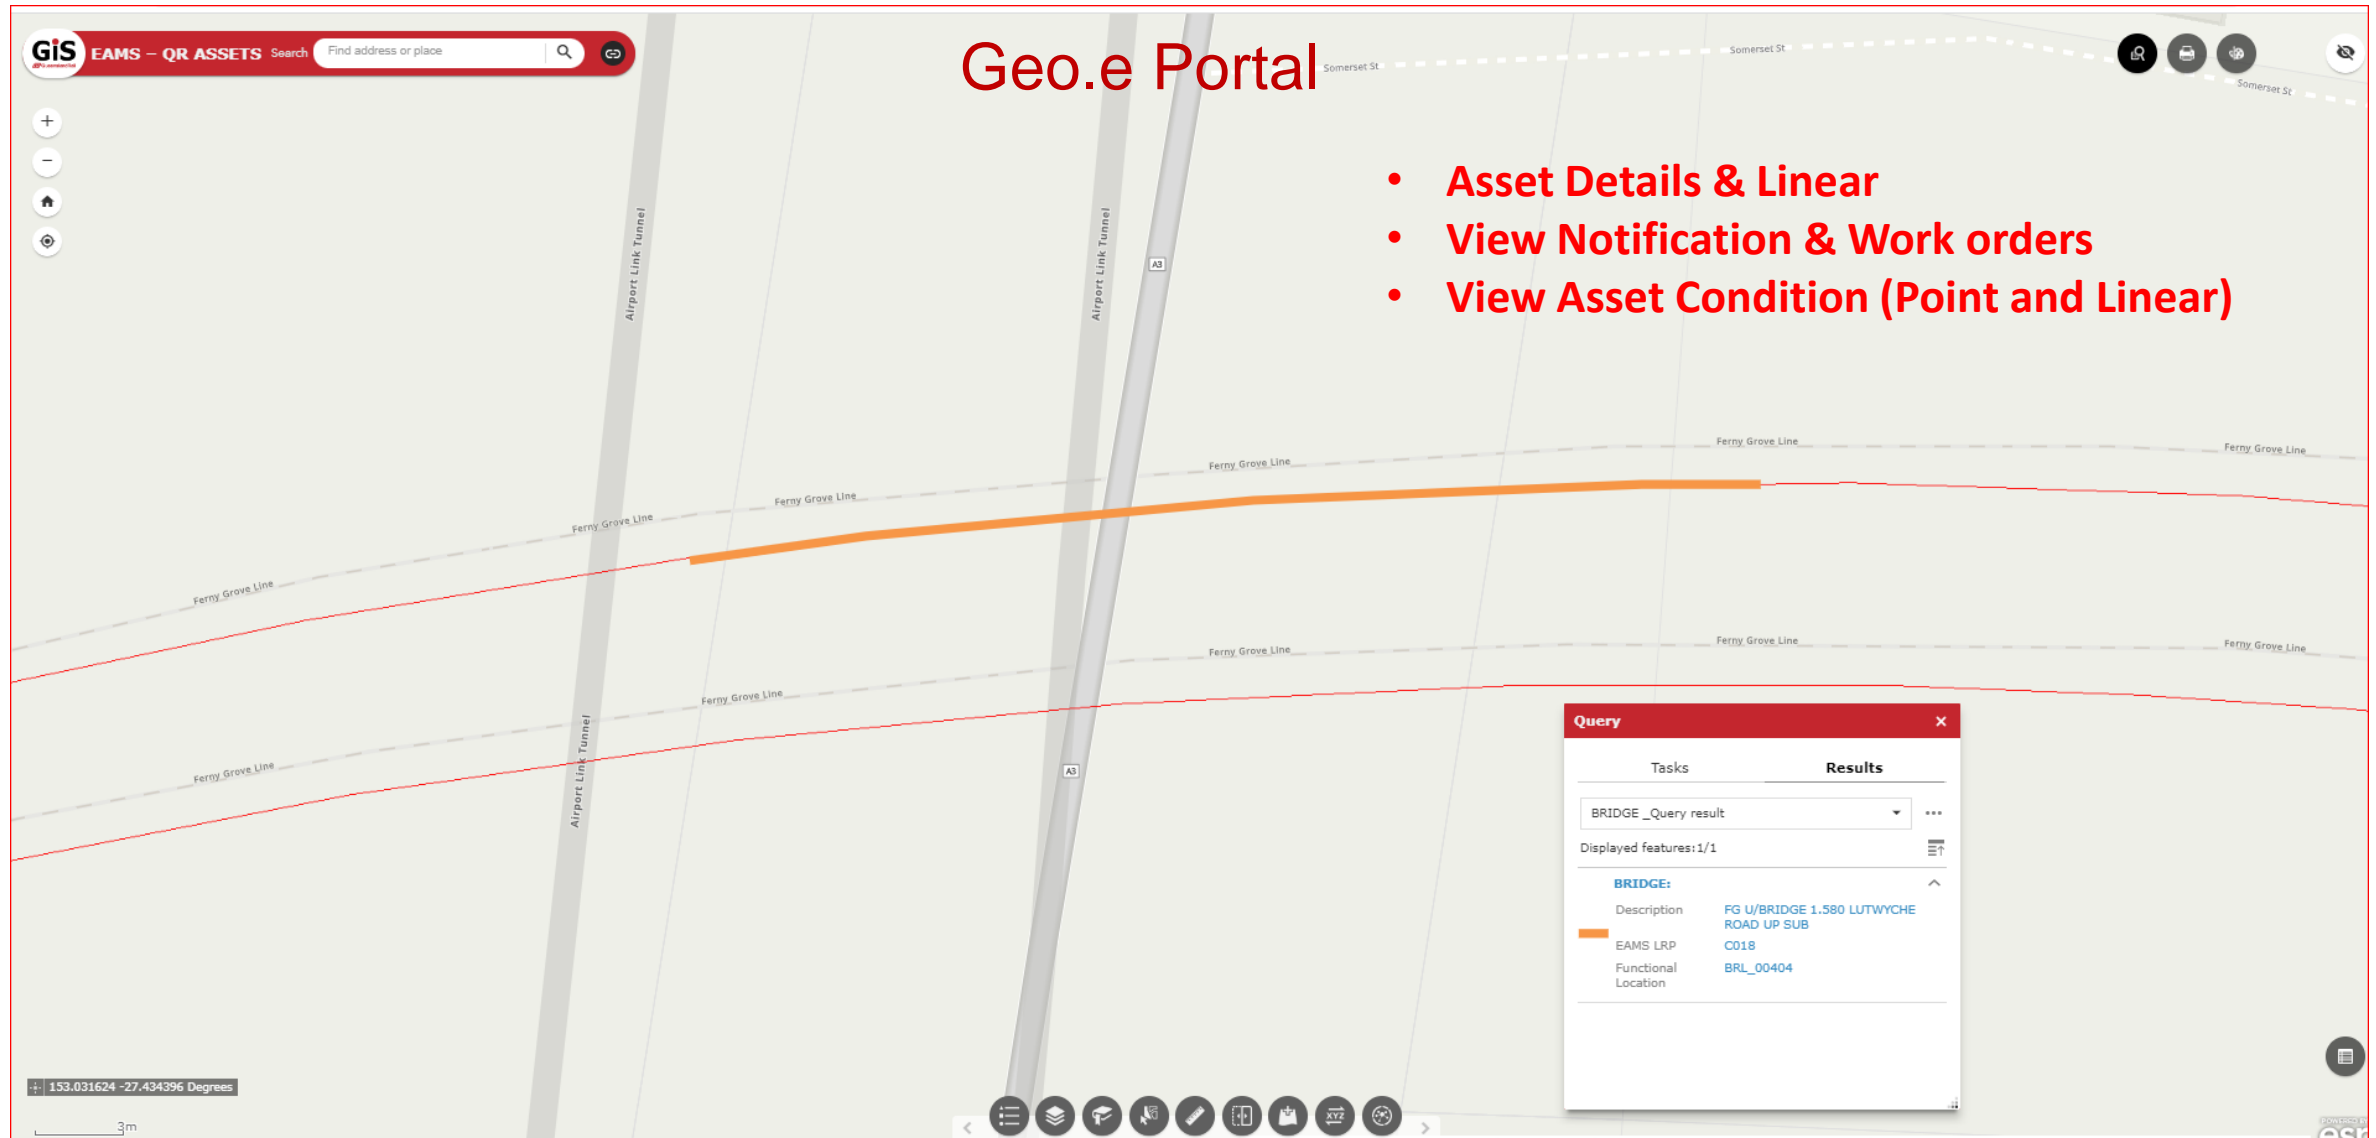 Geo.e Portal
GiS
EAMS – QR ASSETS
Search
Find address or place
Somerset St
Somerset St
Somerset St
• Asset Details & Linear
• View Notification & Work orders
• View Asset Condition (Point and Linear)
Airport Link Tunnel
Airport Link Tunnel
A3
Ferny Grove Line
Ferny Grove Line
Ferny Grove Line
Ferny Grove Line
Ferny Grove Line
Ferny Grove Line
Ferny Grove Line
Ferny Grove Line
Ferny Grove Line
Ferny Grove Line
Ferny Grove Line
Airport Link Tunnel
A3
Query
Tasks Results
BRIDGE _Query result
Displayed features:1/1
BRIDGE:
Description FG U/BRIDGE 1.580 LUTWYCHE
ROAD UP SUB
EAMS LRP C018
Functional BRL_00404
Location
153.031624 -27.434396 Degrees
3m
XYZ
POWERED BY